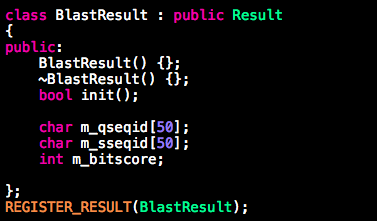 class BlastResult : public Result
{
public:
    BlastResult() {};
    ~BlastResult() {};
    bool init();

    char m_qseqid[50];
    char m_sseqid[50];
    int m_bitscore;

};
REGISTER_RESULT(BlastResult);